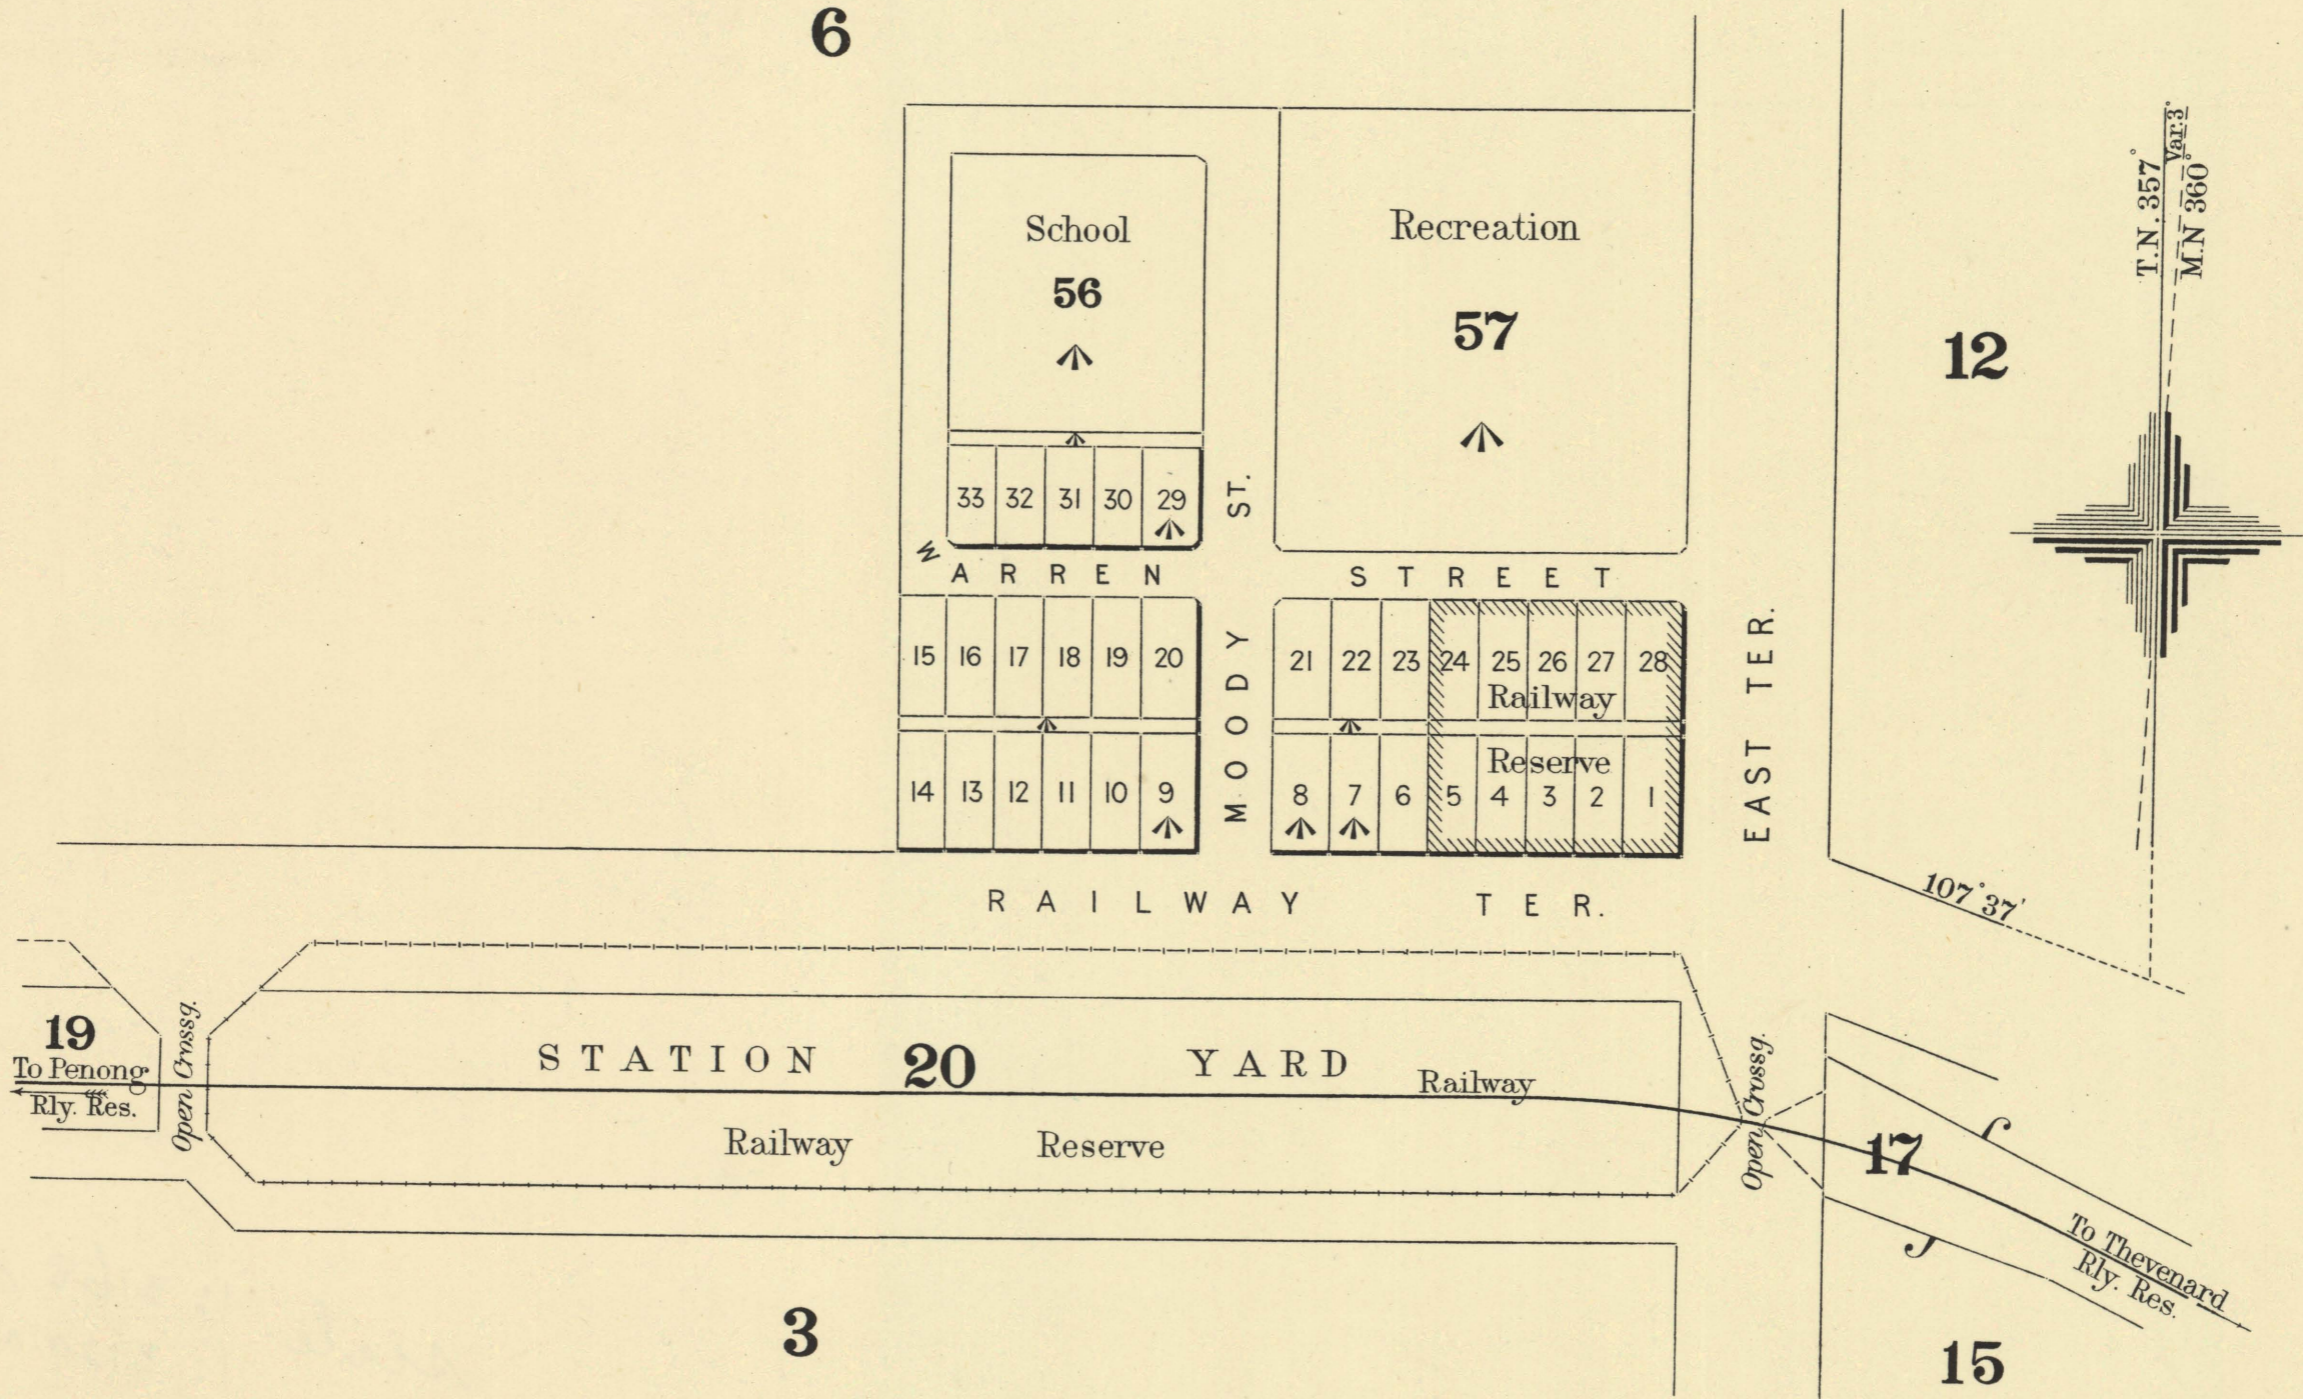 6
School
56
Recreation
57
12
T.N. 357°
Var. 3°
M.N 360°
33 32 31 30 29
MOODY ST.
WARREN STREET
15 16 17 18 19 20
21 22 23 24 25 26 27 28
Railway
Reserve
14 13 12 11 10 9
8 7 6 5 4 3 2 1
EAST TER.
RAILWAY TER.
107° 37'
19
To Penong
Rly. Res.
Open Crossg.
STATION 20 YARD
Railway
Railway Reserve
Open Crossg.
17
To Thevenard
Rly. Res.
3
15